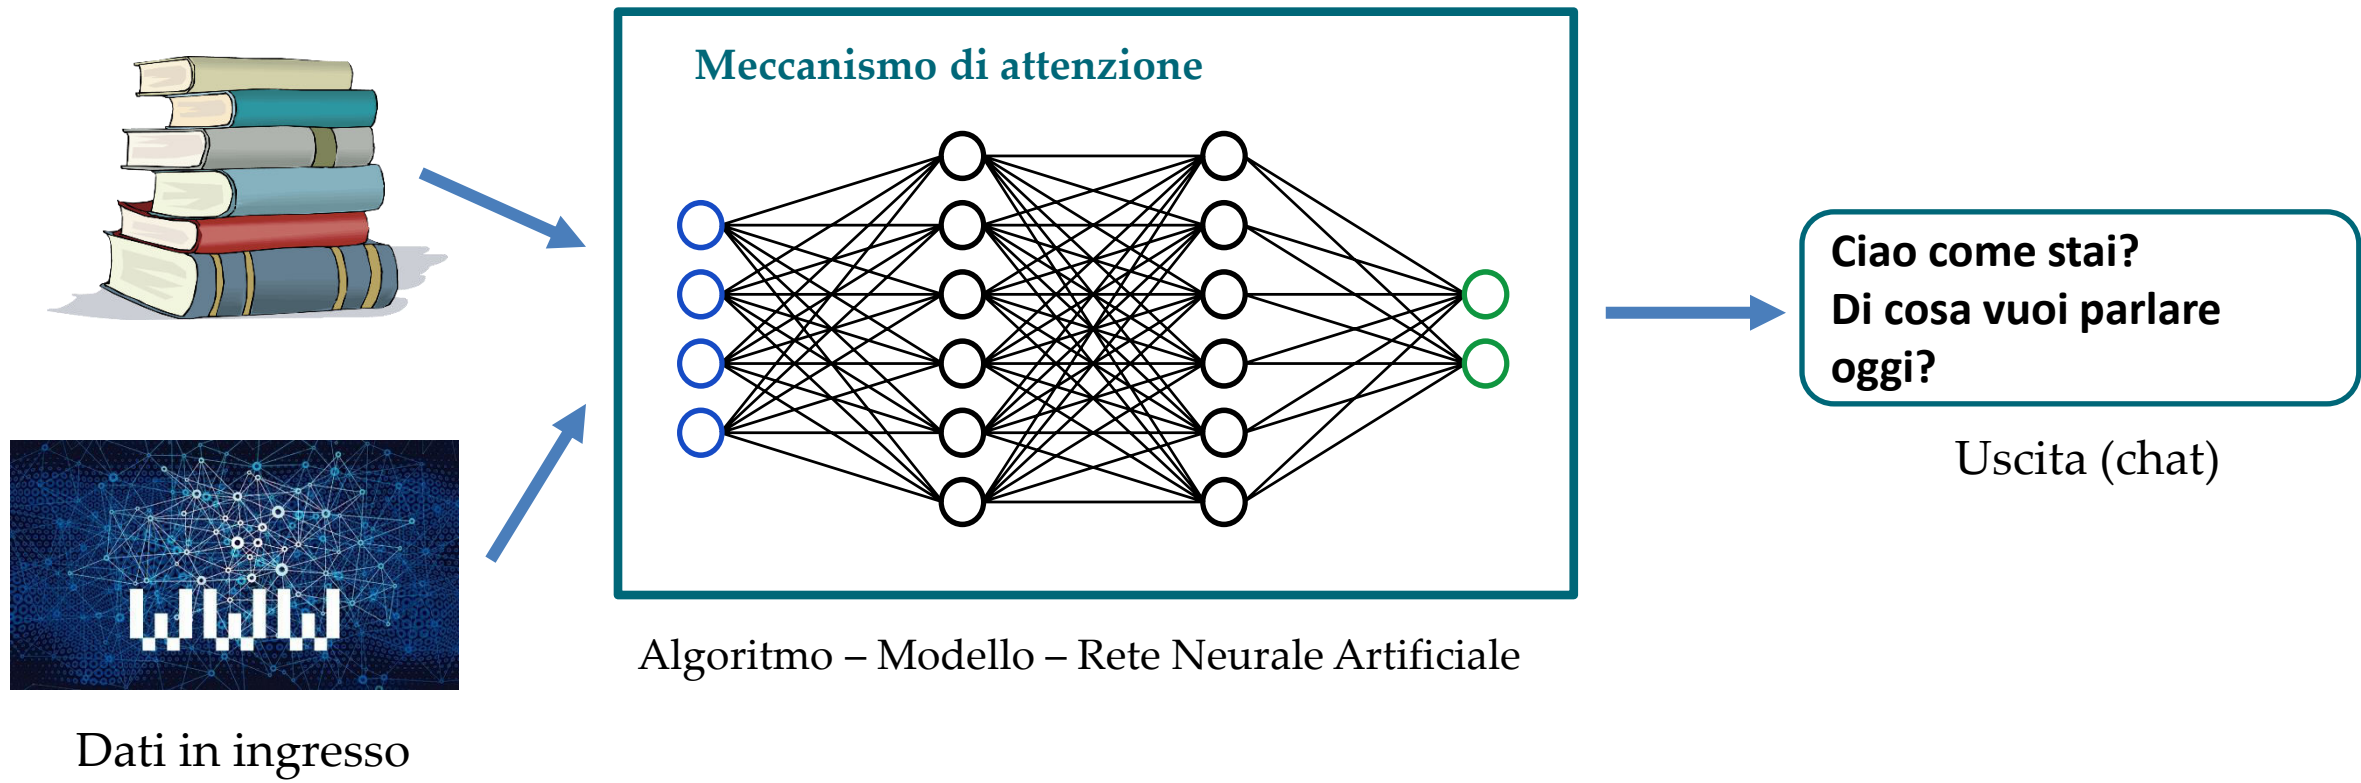 Meccanismo di attenzione
Ciao come stai?
Di cosa vuoi parlare
oggi?
Uscita (chat)
www
Algoritmo – Modello – Rete Neurale Artificiale
Dati in ingresso